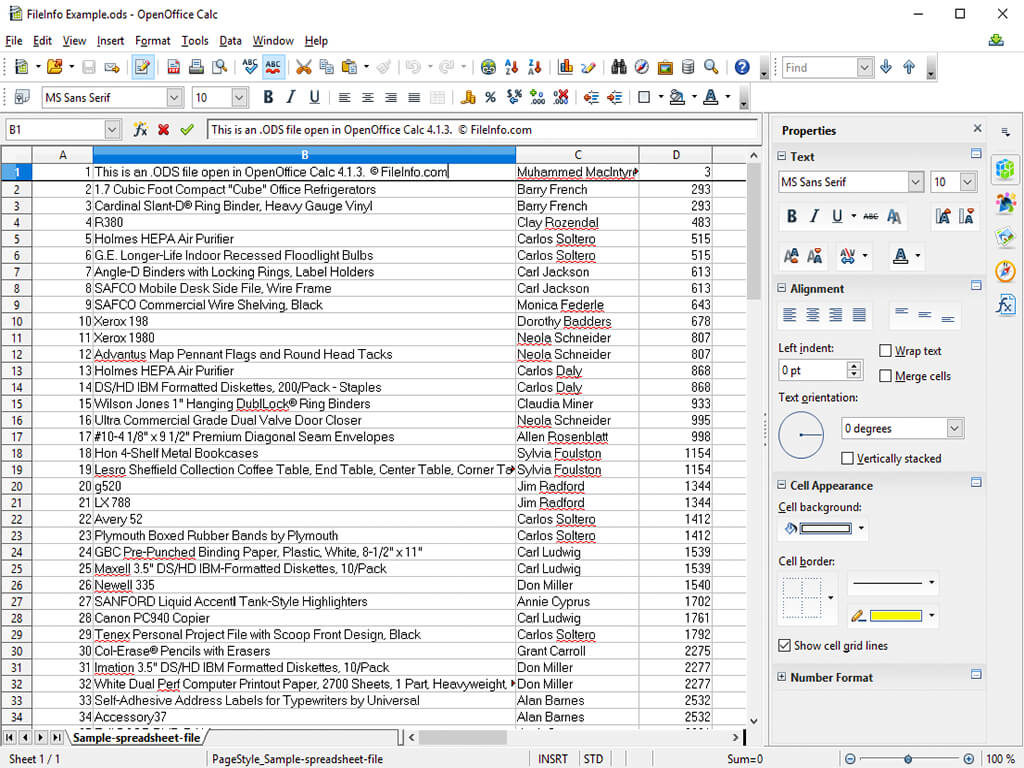 FileInfo Example.ods - OpenOffice Calc
File Edit View Insert Format Tools Data Window Help
Find
MS Sans Serif 10
B1 This is an .ODS file open in OpenOffice Calc 4.1.3. © FileInfo.com
A B C D
1 1 This is an .ODS file open in OpenOffice Calc 4.1.3. © FileInfo.com Muhammed MacIntyr 3
2 2 1.7 Cubic Foot Compact "Cube" Office Refrigerators Barry French 293
3 3 Cardinal Slant-D® Ring Binder, Heavy Gauge Vinyl Barry French 293
4 4 R380 Clay Rozendal 483
5 5 Holmes HEPA Air Purifier Carlos Soltero 515
6 6 G.E. Longer-Life Indoor Recessed Floodlight Bulbs Carlos Soltero 515
7 7 Angle-D Binders with Locking Rings, Label Holders Carl Jackson 613
8 8 SAFCO Mobile Desk Side File, Wire Frame Carl Jackson 613
9 9 SAFCO Commercial Wire Shelving, Black Monica Federle 643
10 10 Xerox 198 Dorothy Badders 678
11 11 Xerox 1980 Neola Schneider 807
12 12 Advantus Map Pennant Flags and Round Head Tacks Neola Schneider 807
13 13 Holmes HEPA Air Purifier Carlos Daly 868
14 14 DS/HD IBM Formatted Diskettes, 200/Pack - Staples Carlos Daly 868
15 15 Wilson Jones 1" Hanging DublLock® Ring Binders Claudia Miner 933
16 16 Ultra Commercial Grade Dual Valve Door Closer Neola Schneider 995
17 17 #10-4 1/8" x 9 1/2" Premium Diagonal Seam Envelopes Allen Rosenblatt 998
18 18 Hon 4-Shelf Metal Bookcases Sylvia Foulston 1154
19 19 Lesro Sheffield Collection Coffee Table, End Table, Center Table, Corner Ta Sylvia Foulston 1154
20 20 g520 Jim Radford 1344
21 21 LX 788 Jim Radford 1344
22 22 Avery 52 Carlos Soltero 1412
23 23 Plymouth Boxed Rubber Bands by Plymouth Carlos Soltero 1412
24 24 GBC Pre-Punched Binding Paper, Plastic, White, 8-1/2" x 11" Carl Ludwig 1539
25 25 Maxell 3.5" DS/HD IBM-Formatted Diskettes, 10/Pack Carl Ludwig 1539
26 26 Newell 335 Don Miller 1540
27 27 SANFORD Liquid Accent Tank-Style Highlighters Annie Cyprus 1702
28 28 Canon PC940 Copier Carl Ludwig 1761
29 29 Tenex Personal Project File with Scoop Front Design, Black Carlos Soltero 1792
30 30 Col-Erase® Pencils with Erasers Grant Carroll 2275
31 31 Imation 3.5" DS/HD IBM Formatted Diskettes, 10/Pack Don Miller 2277
32 32 White Dual Perf Computer Printout Paper, 2700 Sheets, 1 Part, Heavyweight, Don Miller 2277
33 33 Self-Adhesive Address Labels for Typewriters by Universal Alan Barnes 2532
34 34 Accessory37 Alan Barnes 2532
Sample-spreadsheet-file
Sheet 1 / 1 PageStyle_Sample-spreadsheet-file INSRT STD Sum=0 100 %
Properties
Text
MS Sans Serif 10
Alignment
Left indent:
0 pt
Wrap text
Merge cells
Text orientation:
0 degrees
Vertically stacked
Cell Appearance
Cell background:
Cell border:
Show cell grid lines
Number Format